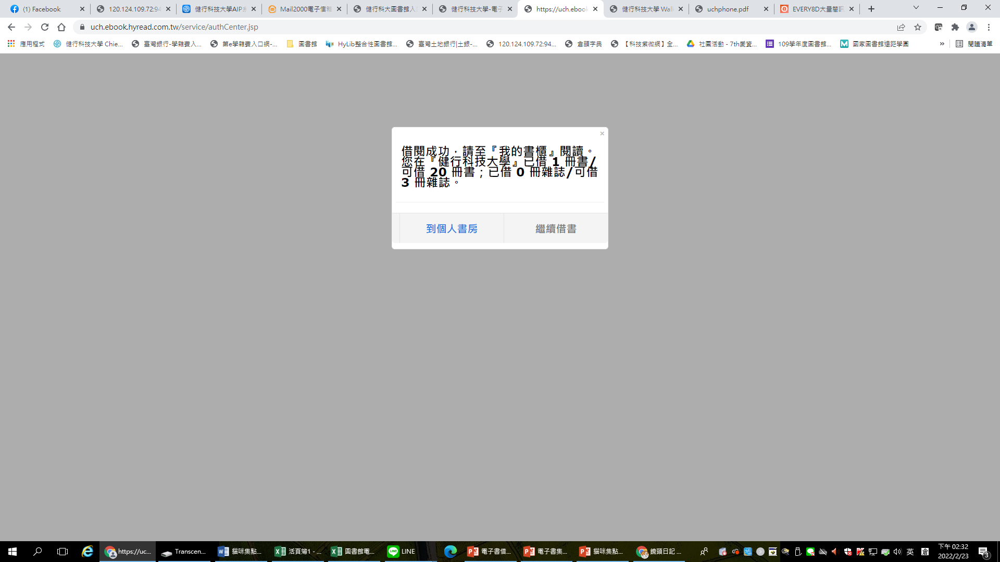 (1) Facebook
120.124.109.72:94
健行科技大學AIP系
Mail2000電子信箱
健行科大圖書館入口
健行科技大學-電子
https://uch.ebook
健行科技大學 Walk
uchphone.pdf
EVERY8D大量簡訊
uch.ebook.hyread.com.tw/service/authCenter.jsp
應用程式
健行科技大學 Chie...
臺灣銀行-學雜費入...
第e學雜費入口網-...
圖書館
HyLib整合性圖書館...
臺灣土地銀行|土銀-...
120.124.109.72:94...
倉頡字典
【科技紫微網】全...
社團活動 - 7th愛資...
109學年度圖書館...
國家圖書館遠距學園
»
閱讀清單
借閱成功，請至『我的書櫃』閱讀。
您在『健行科技大學』已借 1 冊書/
可借 20 冊書；已借 0 冊雜誌/可借
3 冊雜誌。
到個人書房
繼續借書
https://uc...
Transcen...
貓咪集點...
活頁簿1 - ...
圖書館電...
LINE
電子書借...
電子書集...
貓咪集點...
鏡頭日記 ...
英
倉
下午 02:32
2022/2/23
3